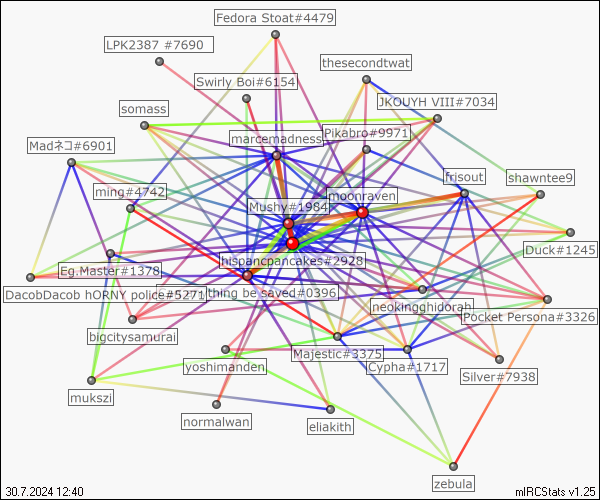 Fedora Stoat#4479
LPK2387 #7690
thesecondtwat
Swirly Boi#6154
JKOUYH VIII#7034
somass
Pikabro#9971
marcemadness
Madネコ#6901
frisout
shawntee9
ming#4742
moonraven
Mushy#1984
Duck#1245
hispancpancakes#2928
Eg.Master#1378
DacobDacob hORNY police#5271
thing be saved#0396
neokingghidorah
Pocket Persona#3326
bigcitysamurai
Majestic#3375
yoshimanden
Cypha#1717
Silver#7938
mukszi
normalwan
eliakith
zebula
30.7.2024 12:40
mIRCStats v1.25